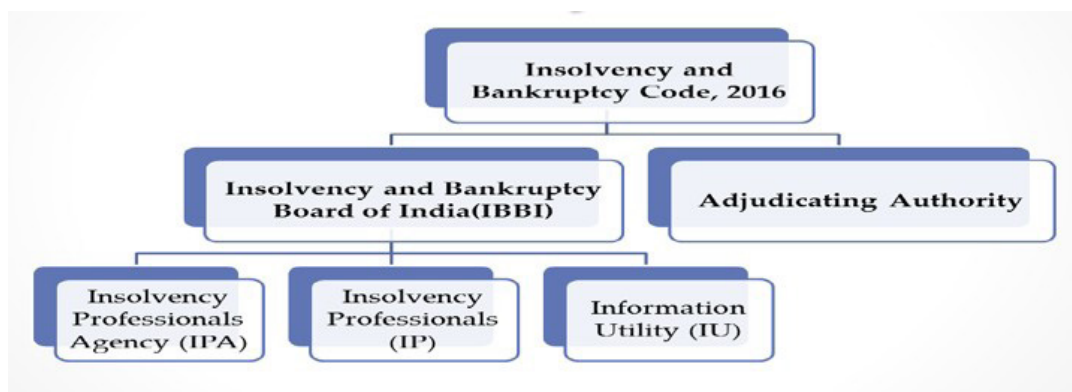 Insolvency and
Bankruptcy Code, 2016
Insolvency and Bankruptcy
Board of India(IBBI)
Adjudicating Authority
Insolvency
Professionals
Agency (IPA)
Insolvency
Professionals
(IP)
Information
Utility (IU)